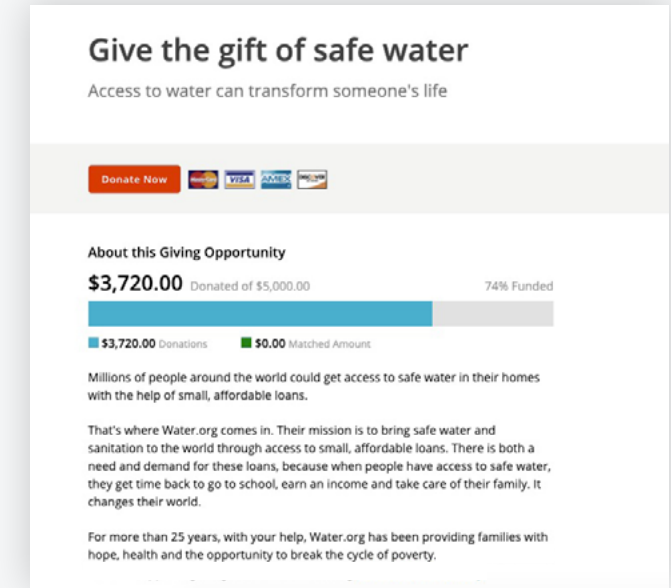 Give the gift of safe water
Access to water can transform someone's life
Donate Now VISA AMEX
About this Giving Opportunity
$3,720.00 Donated of $5,000.00 74% Funded
$3,720.00 Donations $0.00 Matched Amount
Millions of people around the world could get access to safe water in their homes
with the help of small, affordable loans.
That's where Water.org comes in. Their mission is to bring safe water and
sanitation to the world through access to small, affordable loans. There is both a
need and demand for these loans, because when people have access to safe water,
they get time back to go to school, earn an income and take care of their family. It
changes their world.
For more than 25 years, with your help, Water.org has been providing families with
hope, health and the opportunity to break the cycle of poverty.